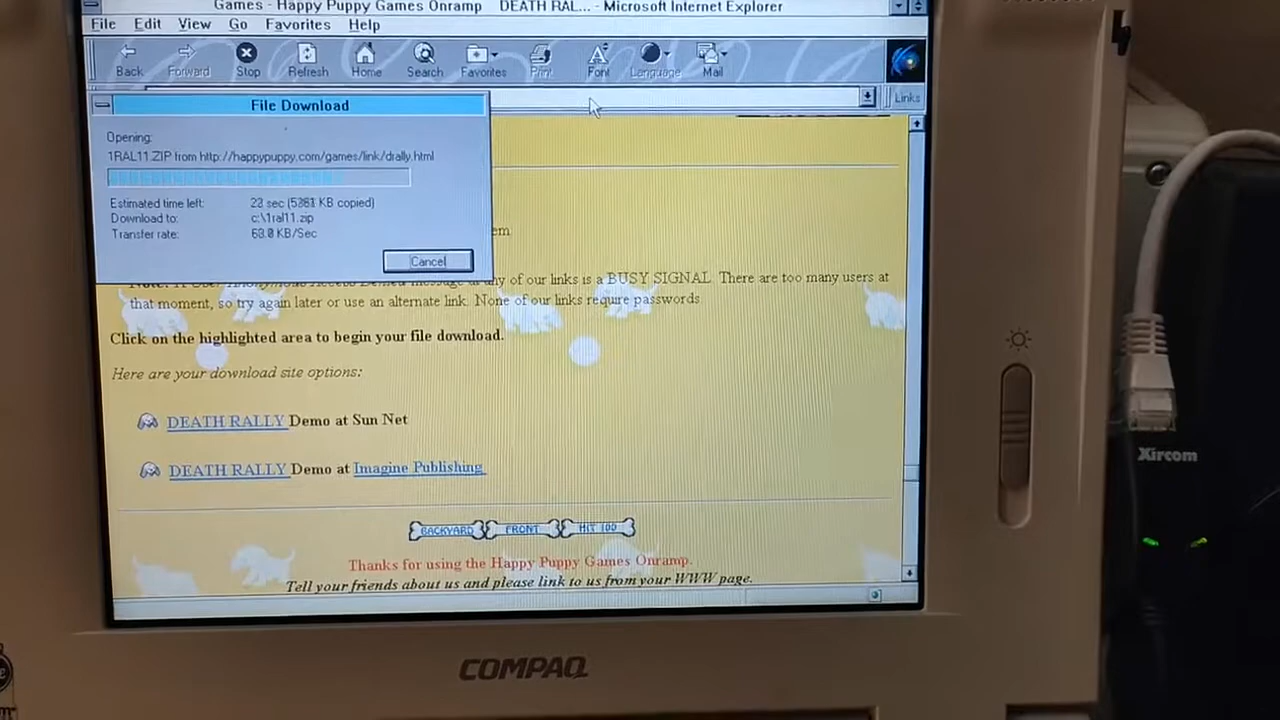 Games - Happy Puppy Games Onramp DEATH RAL... - Microsoft Internet Explorer
File Edit View Go Favorites Help
Back Forward Stop Refresh Home Search Favorites Print Font Language Mail
Links
File Download
Opening:
1RAL11.ZIP from http://happypuppy.com/games/link/drally.html
Estimated time left: sec ( KB copied)
Download to: c:\1ral11.zip
Transfer rate: KB/Sec
Cancel
em
any of our links is a BUSY SIGNAL. There are too many users at
that moment, so try again later or use an alternate link. None of our links require passwords
Click on the highlighted area to begin your file download.
Here are your download site options:
DEATH RALLY Demo at Sun Net
DEATH RALLY Demo at Imagine Publishing
BACKYARD FRONT HIT 100
Thanks for using the Happy Puppy Games Onramp.
Tell your friends about us and please link to us from your WWW page.
COMPAQ
Xircom